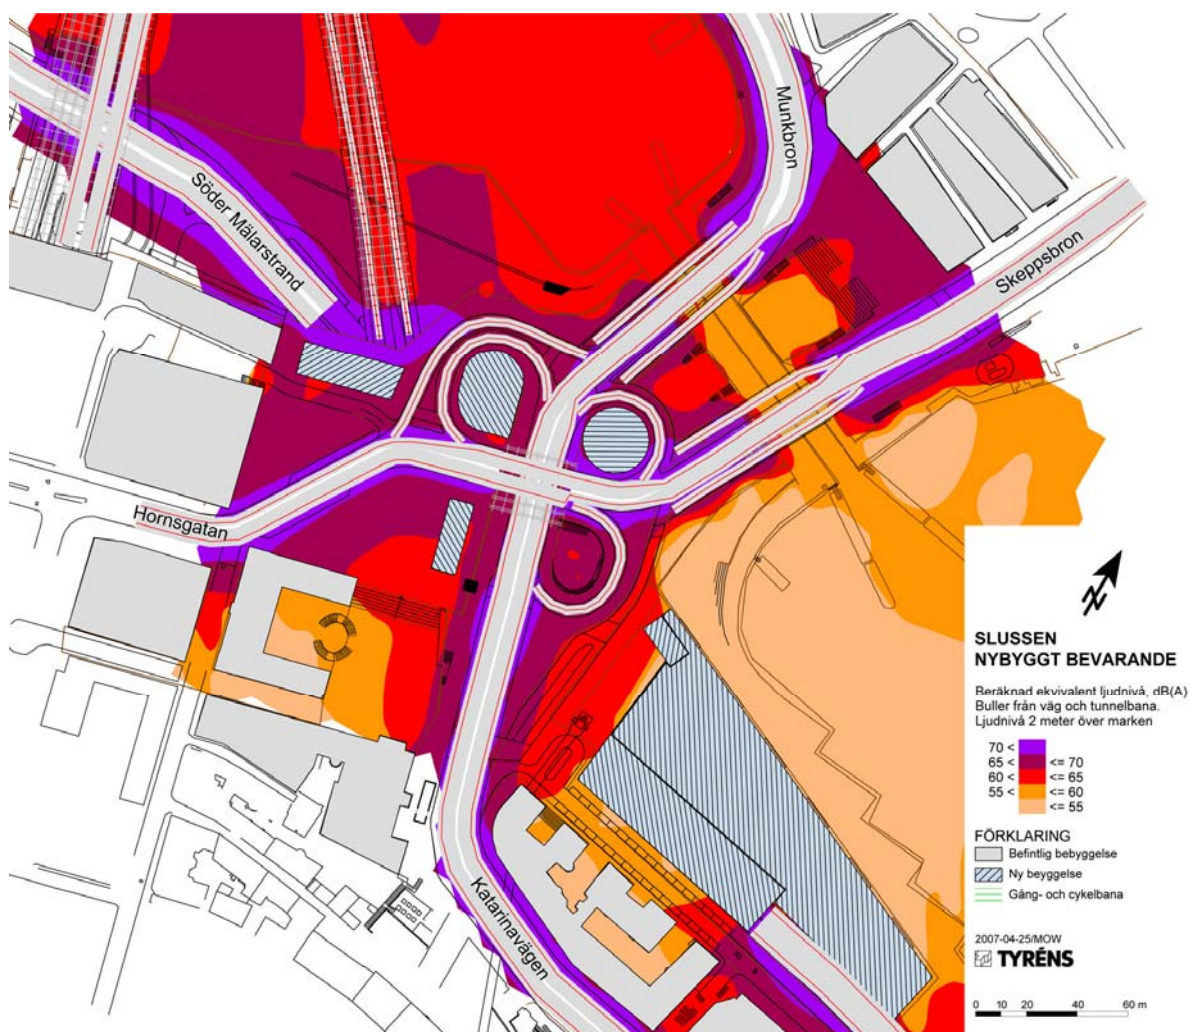 Munkbron
Söder Mälarstrand
Skeppsbron
Hornsgatan
Katarinavägen
N
SLUSSEN
NYBYGGT BEVARANDE
Beräknad ekvivalent ljudnivå, dB(A)
Buller från väg och tunnelbana.
Ljudnivå 2 meter över marken
70 <
65 < <= 70
60 < <= 65
55 < <= 60
<= 55
FÖRKLARING
Befintlig bebyggelse
Ny beyggelse
Gång- och cykelbana
2007-04-25/MOW
TYRÉNS
0 10 20 40 60 m